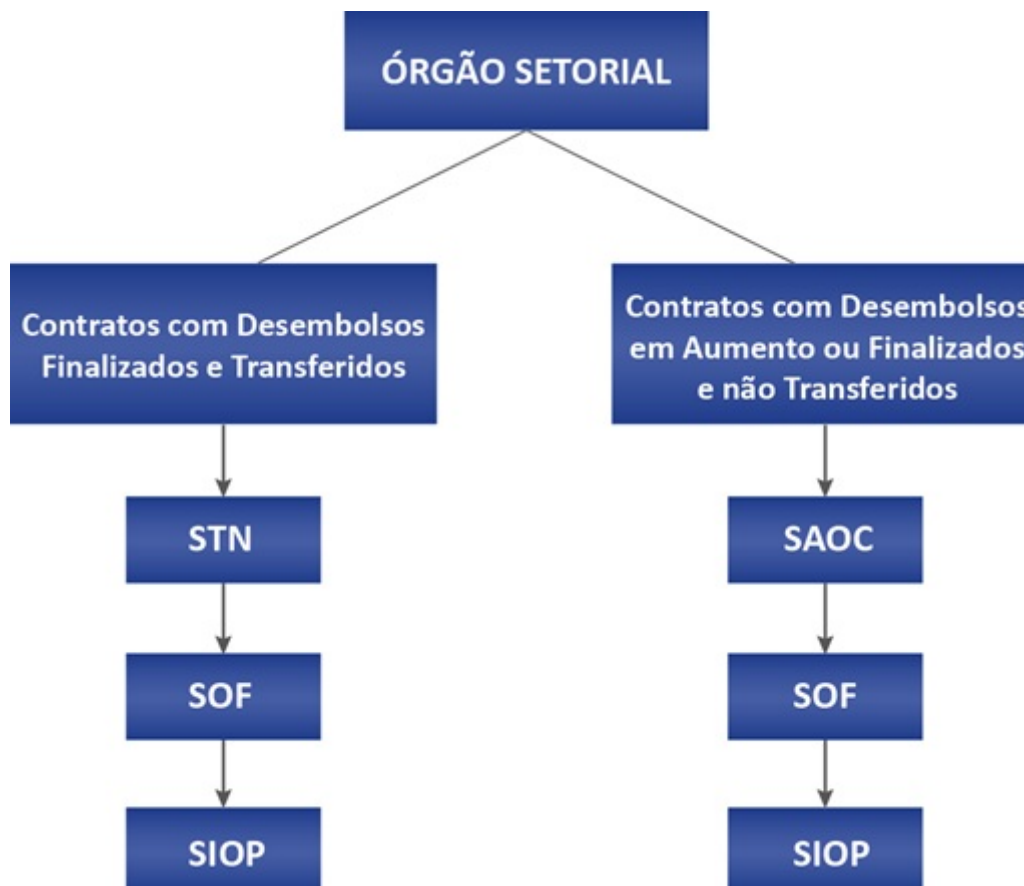 ÓRGÃO SETORIAL
Contratos com Desembolsos
Finalizados e Transferidos
Contratos com Desembolsos
em Aumento ou Finalizados
e não Transferidos
STN
SAOC
SOF
SOF
SIOP
SIOP